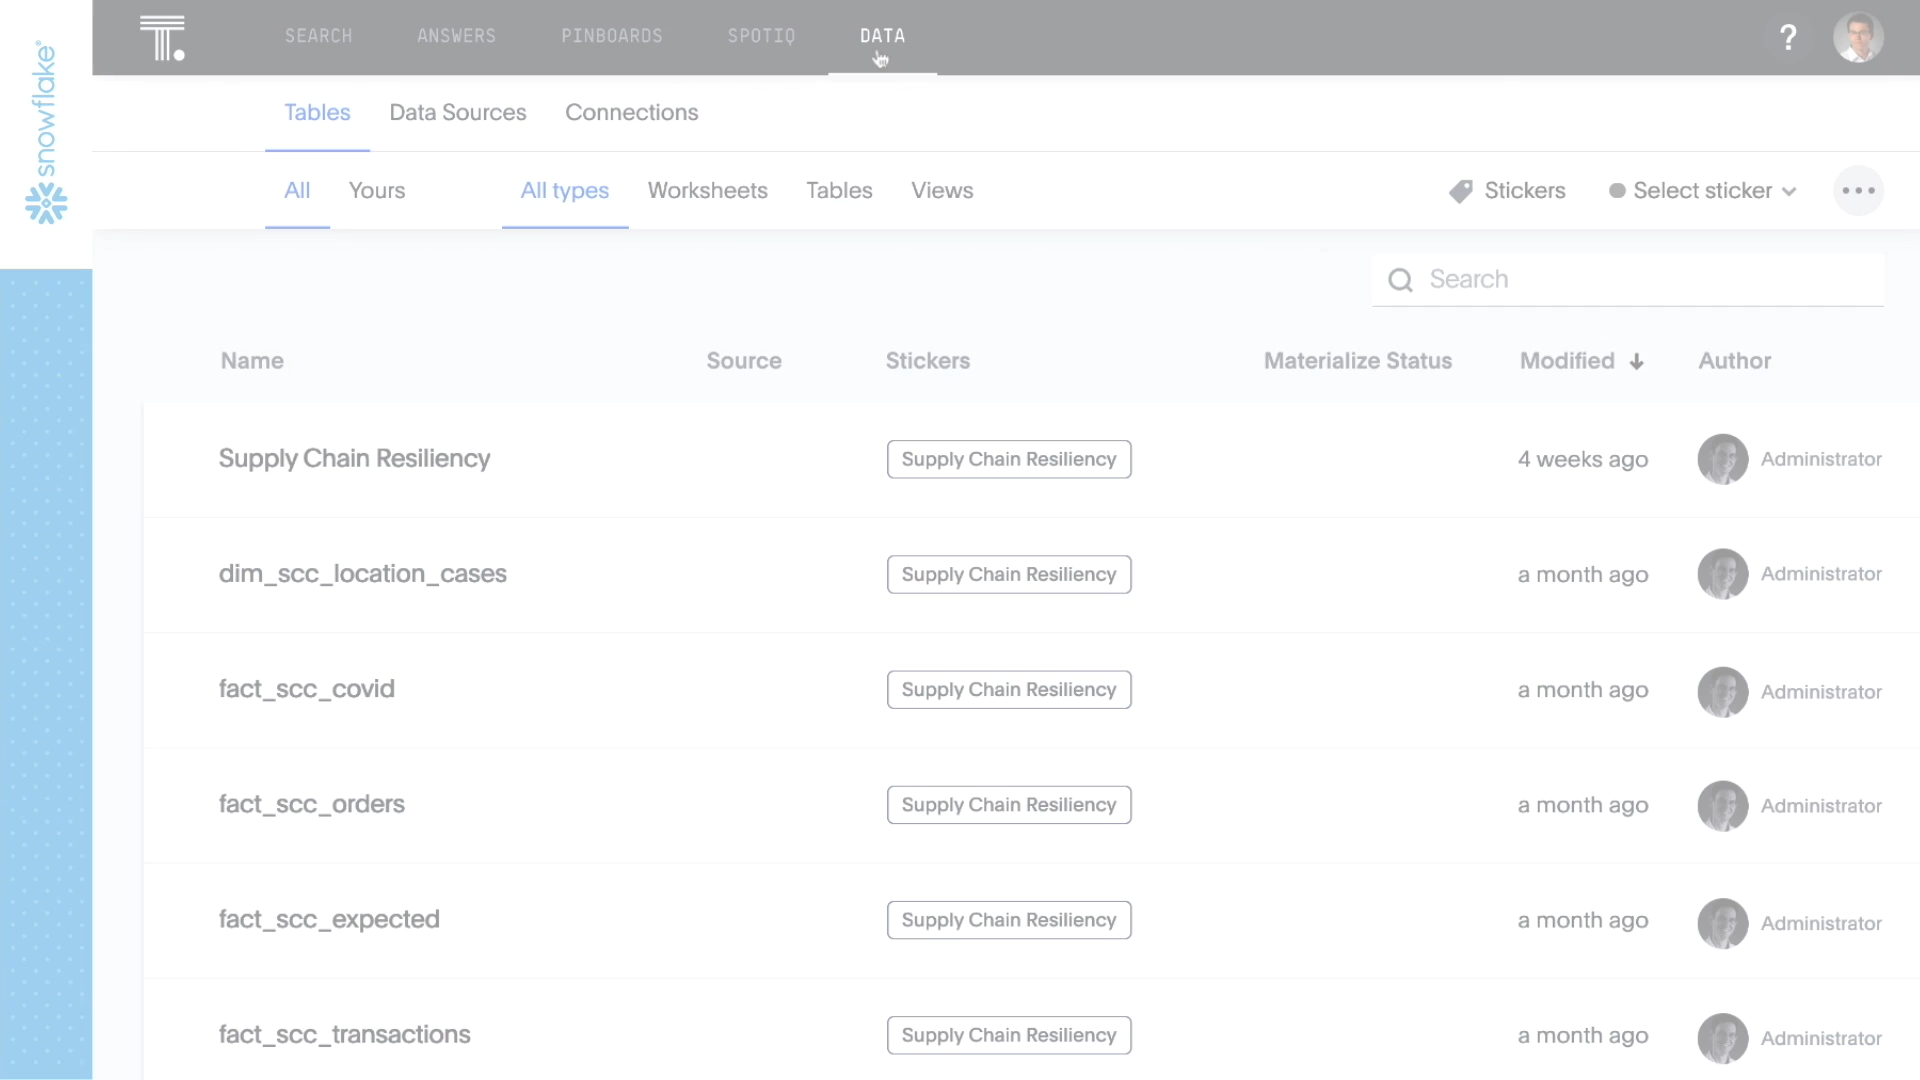 snowflake®
SEARCH ANSWERS PINBOARDS SPOTIQ DATA ?
Tables Data Sources Connections
All Yours All types Worksheets Tables Views Stickers Select sticker
Search
Name Source Stickers Materialize Status Modified Author
Supply Chain Resiliency Supply Chain Resiliency 4 weeks ago Administrator
dim_scc_location_cases Supply Chain Resiliency a month ago Administrator
fact_scc_covid Supply Chain Resiliency a month ago Administrator
fact_scc_orders Supply Chain Resiliency a month ago Administrator
fact_scc_expected Supply Chain Resiliency a month ago Administrator
fact_scc_transactions Supply Chain Resiliency a month ago Administrator